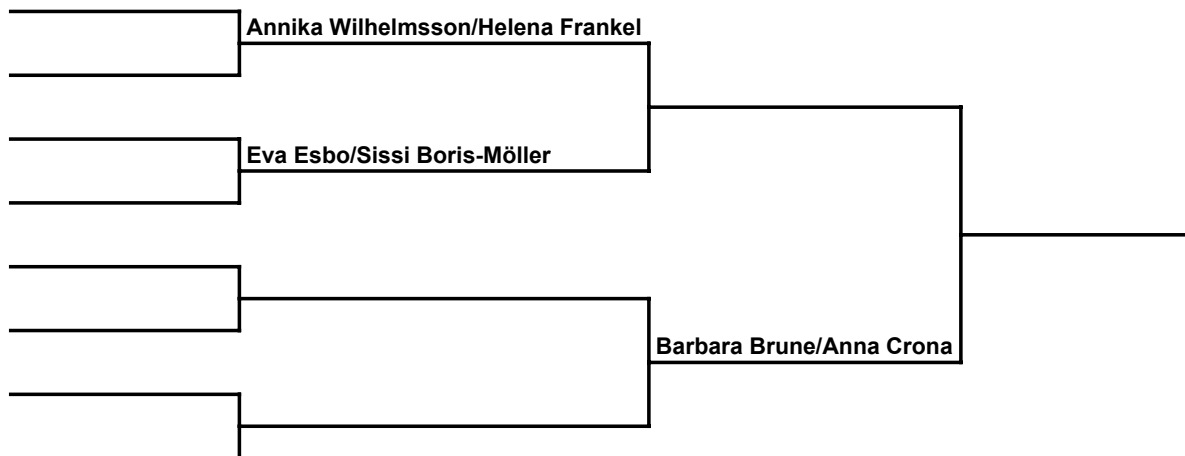 Annika Wilhelmsson/Helena Frankel
Eva Esbo/Sissi Boris-Möller
Barbara Brune/Anna Crona